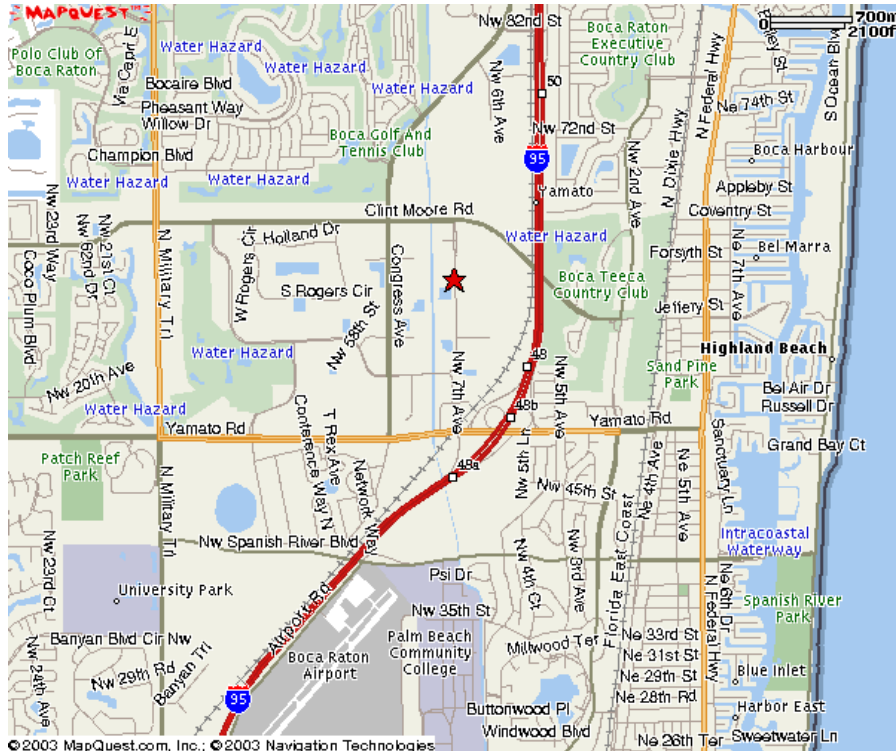 MAPQUEST
Nw 82nd St
700m
0
2100ft
Polo Club Of
Boca Raton
Via Capri E
Water Hazard
Water Hazard
Water Hazard
Boca Raton
Executive
Country Club
N Federal Hwy
S Ocean Blv
Bocaire Blvd
Nw 6th Ave
50
Ne 74th St
Pheasant Way
Willow Dr
Boca Golf And
Tennis Club
Nw 72nd St
Nw 2nd Ave
N Dixie Hwy
Champion Blvd
95
Boca Harbour
Water Hazard
Water Hazard
Yamato
Appleby St
Coventry St
Nw 23rd Way
Nw 62nd Dr
Nw 21st Ct
Clint Moore Rd
Holland Dr
Water Hazard
Forsyth St
Bel Marra
Ne 7th Ave
Coco Plum Blvd
N Military Trl
W Rogers Cir
S Rogers Cir
Congress Ave
Boca Teeca
Country Club
Jeffery St
Nw 58th St
Water Hazard
48
Highland Beach
Nw 20th Ave
Nw 7th Ave
Nw 5th Ave
Sand Pine
Park
Bel Air Dr
Russell Dr
Water Hazard
48b
Yamato Rd
Yamato Rd
Conference Way N
T Rex Ave
Network Way
Nw 5th Ln
Sanctuary Ln
Grand Bay Ct
Patch Reef
Park
48a
Ne 4th Ave
Ne 5th Ave
N Military Trl
Nw 45th St
Nw Spanish River Blvd
Intracoastal
Waterway
Nw 23rd Ct
University Park
Airport Rd
Psi Dr
Nw 4th Ct
Nw 3rd Ave
Florida East Coast
N Federal Hwy
Ne 6th Dr
Spanish River
Park
Nw 35th St
Banyan Blvd Cir Nw
Boca Raton
Airport
Palm Beach
Community
College
Millwood Ter
Ne 33rd St
Ne 31st St
Nw 24th Ave
Nw 29th Rd
Banyan Trl
Ne 29th St
Blue Inlet
95
Buttonwood Pl
Ne 28th Rd
Windwood Blvd
Harbor East
Ne 26th Ter
Sweetwater Ln
© 2003 MapQuest.com, Inc.; © 2003 Navigation Technologies